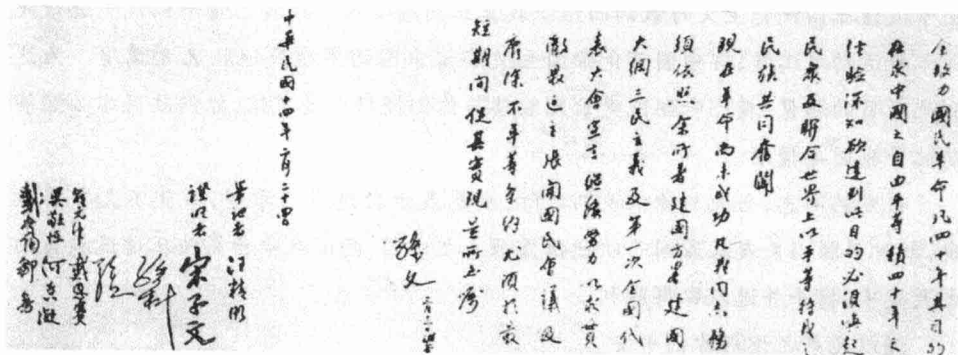 余致力國民革命凡四十年其目的
在求中國之自由平等積四十年之
經驗深知欲達到此目的必須喚起
民眾及聯合世界上以平等待我之
民族共同奮鬥
現在革命尚未成功凡我同志務
須依照余所著建國方略建國
大綱三民主義及第一次全國代
表大會宣言繼續努力以求貫
徹最近主張開國民會議及
廢除不平等條約尤須於最
短期間促其實現是所至囑
孫文 二月二十四日
中華民國十四年二月二十四日
筆記者 汪精衛
證明者 宋子文
孫科
邵元沖 戴恩賽
吳敬恆 何香凝
戴季陶 鄒魯